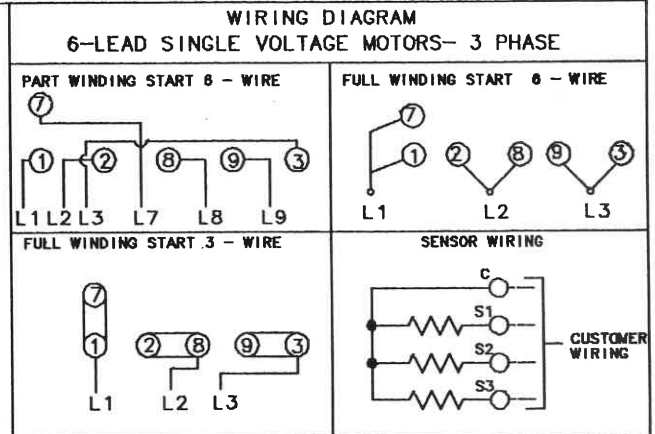 WIRING DIAGRAM
6-LEAD SINGLE VOLTAGE MOTORS- 3 PHASE
PART WINDING START 6 - WIRE
7
1 2 8 9 3
L1 L2 L3 L7 L8 L9
FULL WINDING START 6 - WIRE
7
1 2 8 9 3
L1 L2 L3
FULL WINDING START .3 - WIRE
7
1 2 8 9 3
L1 L2 L3
SENSOR WIRING
C
S1
S2
S3
CUSTOMER
WIRING